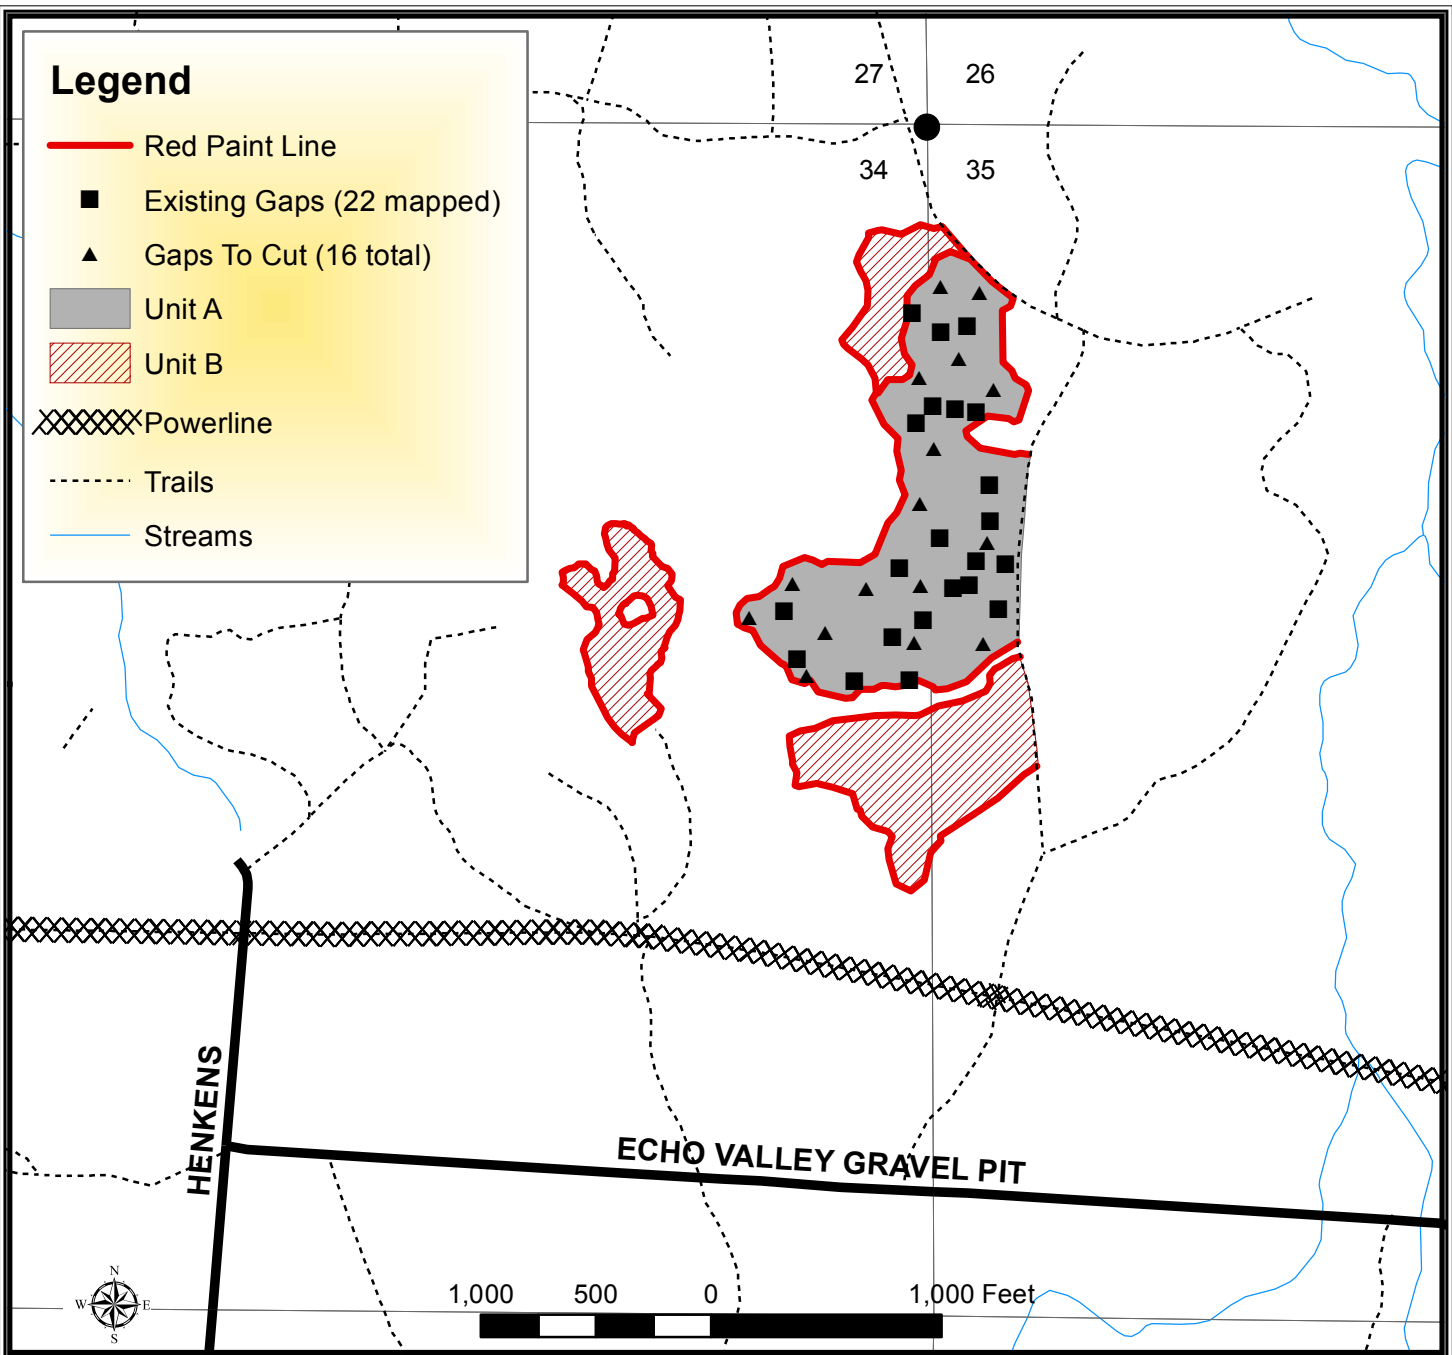 Legend
Red Paint Line
Existing Gaps (22 mapped)
Gaps To Cut (16 total)
Unit A
Unit B
Powerline
Trails
Streams
27 26
34 35
HENKENS
ECHO VALLEY GRAVEL PIT
N
W E
S
1,000 500 0 1,000 Feet